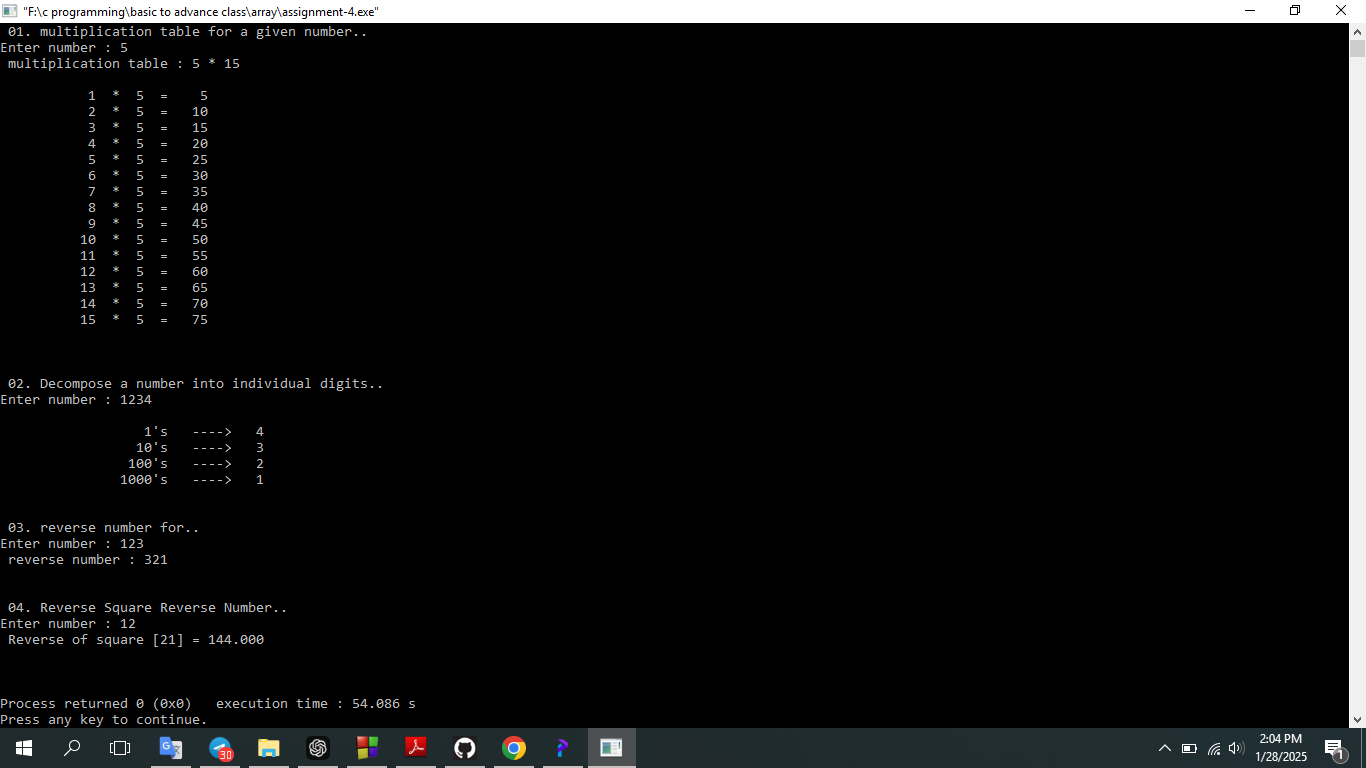 "F:\c programming\basic to advance class\array\assignment-4.exe"
01. multiplication table for a given number..
Enter number : 5
multiplication table : 5 * 15
1 * 5 = 5
2 * 5 = 10
3 * 5 = 15
4 * 5 = 20
5 * 5 = 25
6 * 5 = 30
7 * 5 = 35
8 * 5 = 40
9 * 5 = 45
10 * 5 = 50
11 * 5 = 55
12 * 5 = 60
13 * 5 = 65
14 * 5 = 70
15 * 5 = 75
02. Decompose a number into individual digits..
Enter number : 1234
1's ----> 4
10's ----> 3
100's ----> 2
1000's ----> 1
03. reverse number for..
Enter number : 123
reverse number : 321
04. Reverse Square Reverse Number..
Enter number : 12
Reverse of square [21] = 144.000
Process returned 0 (0x0)   execution time : 54.086 s
Press any key to continue.
30
2:04 PM
1/28/2025
1